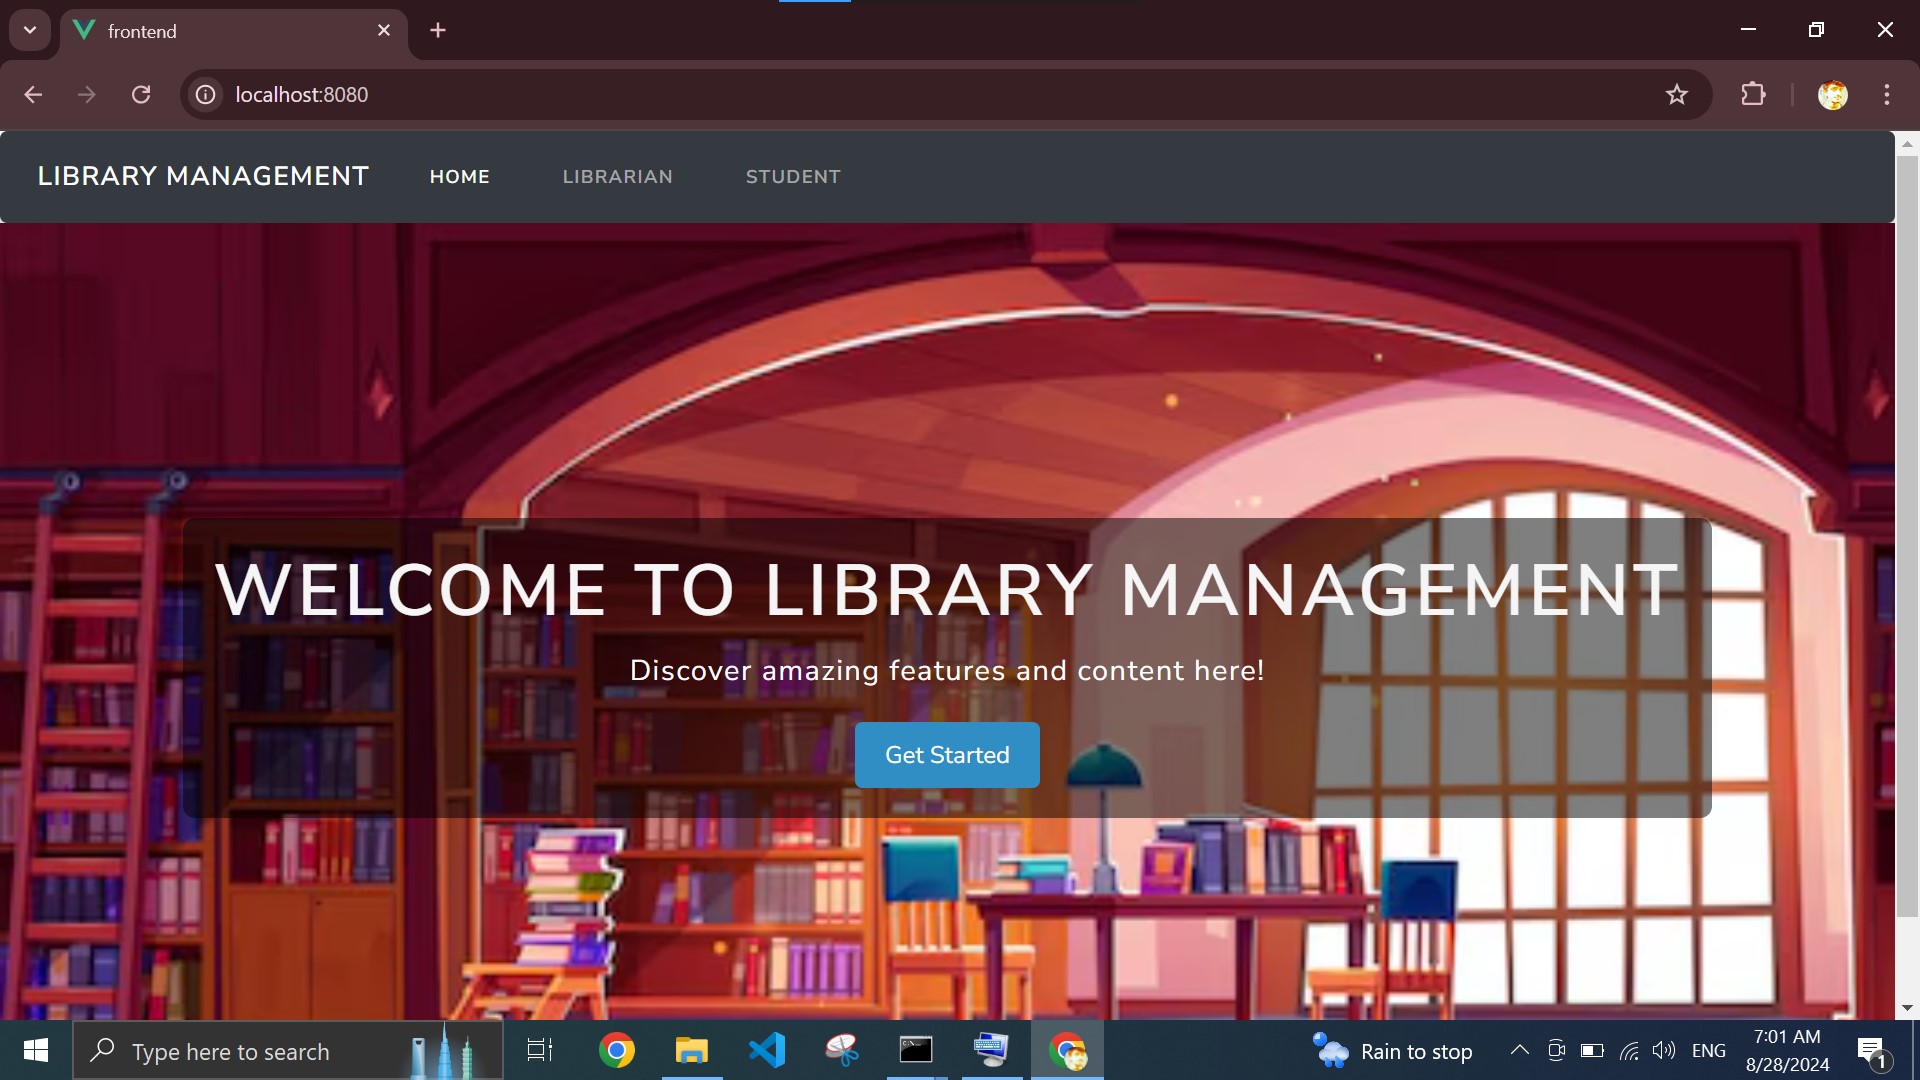 frontend
localhost:8080
LIBRARY MANAGEMENT HOME LIBRARIAN STUDENT
WELCOME TO LIBRARY MANAGEMENT
Discover amazing features and content here!
Get Started
Type here to search
Rain to stop
ENG
7:01 AM
8/28/2024
1